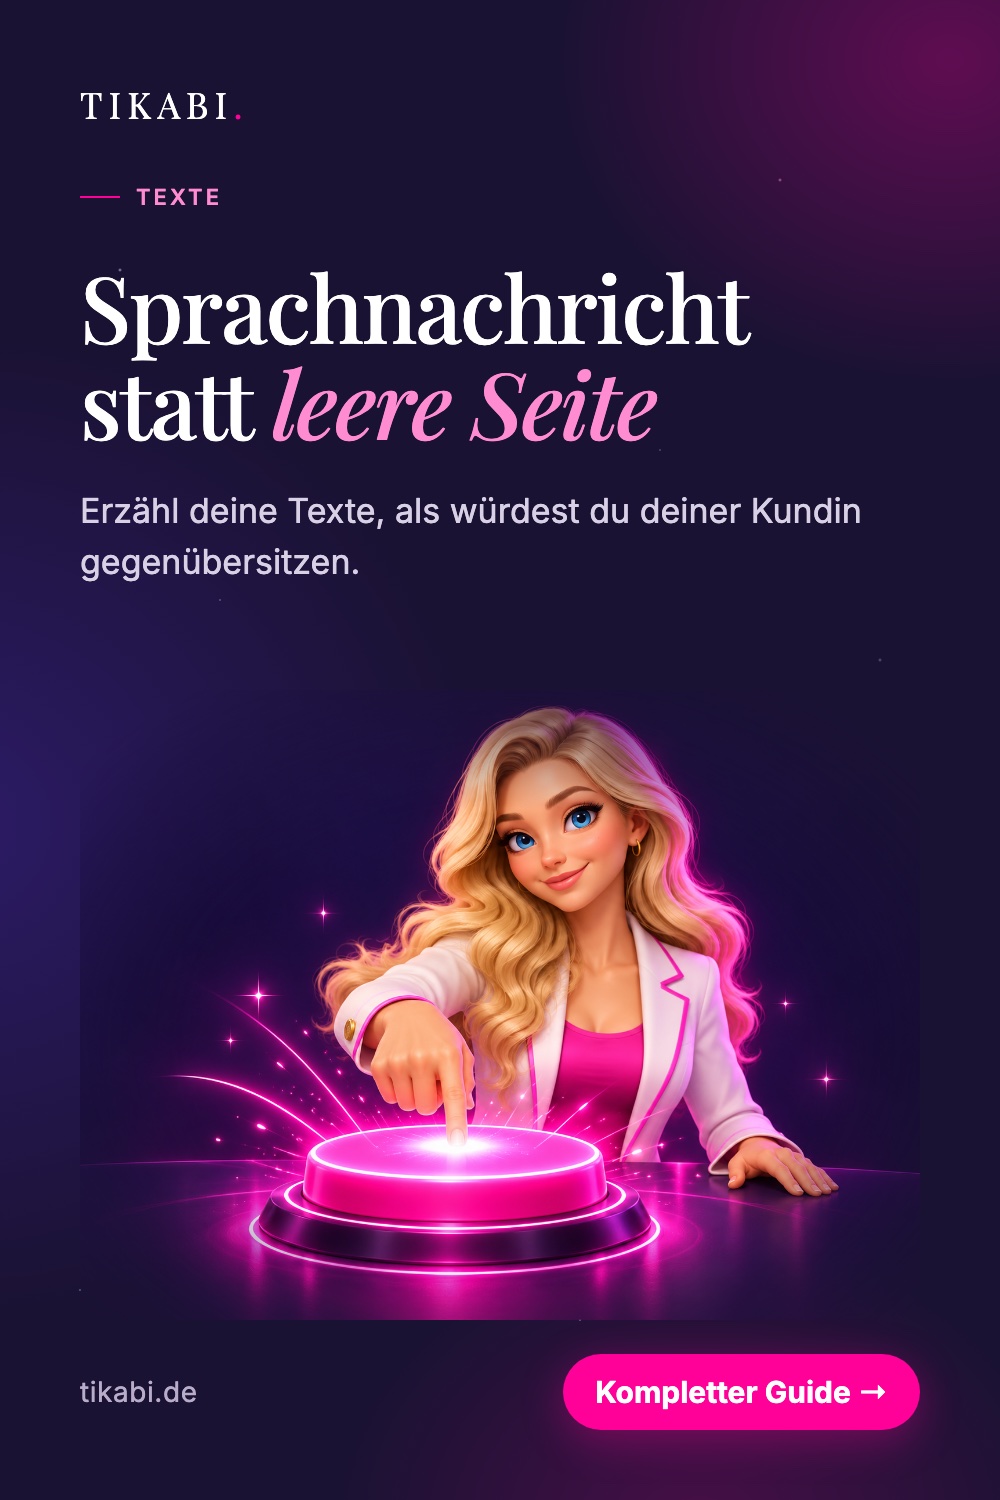 TIKABI.
TEXTE
Sprachnachricht
statt leere Seite
Erzähl deine Texte, als würdest du deiner Kundin
gegenübersitzen.
tikabi.de
Kompletter Guide →